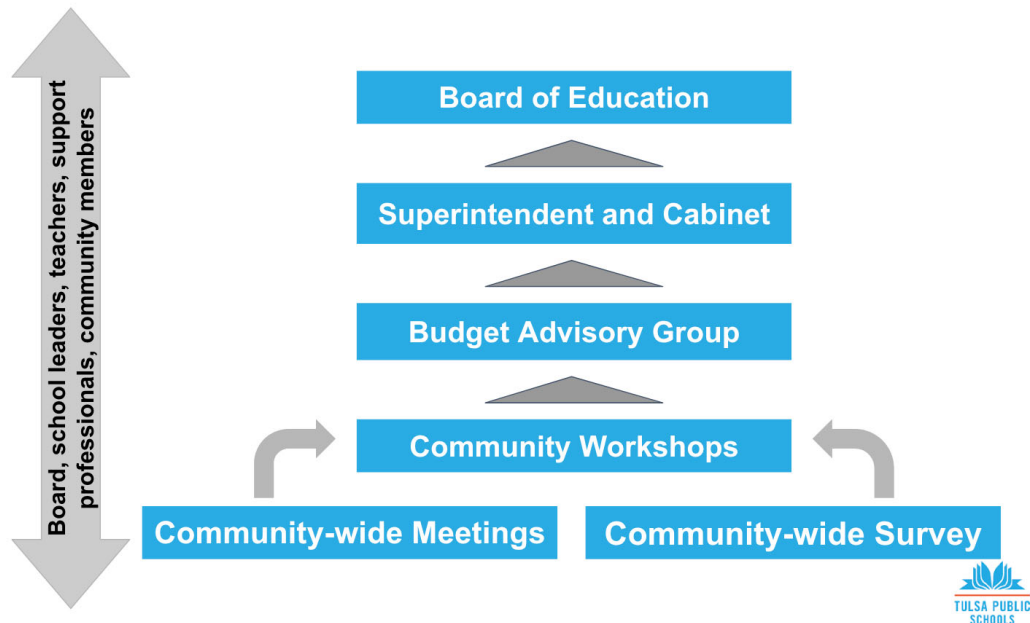 Board, school leaders, teachers, support
professionals, community members
Board of Education
Superintendent and Cabinet
Budget Advisory Group
Community Workshops
Community-wide Meetings
Community-wide Survey
TULSA PUBLIC
SCHOOLS